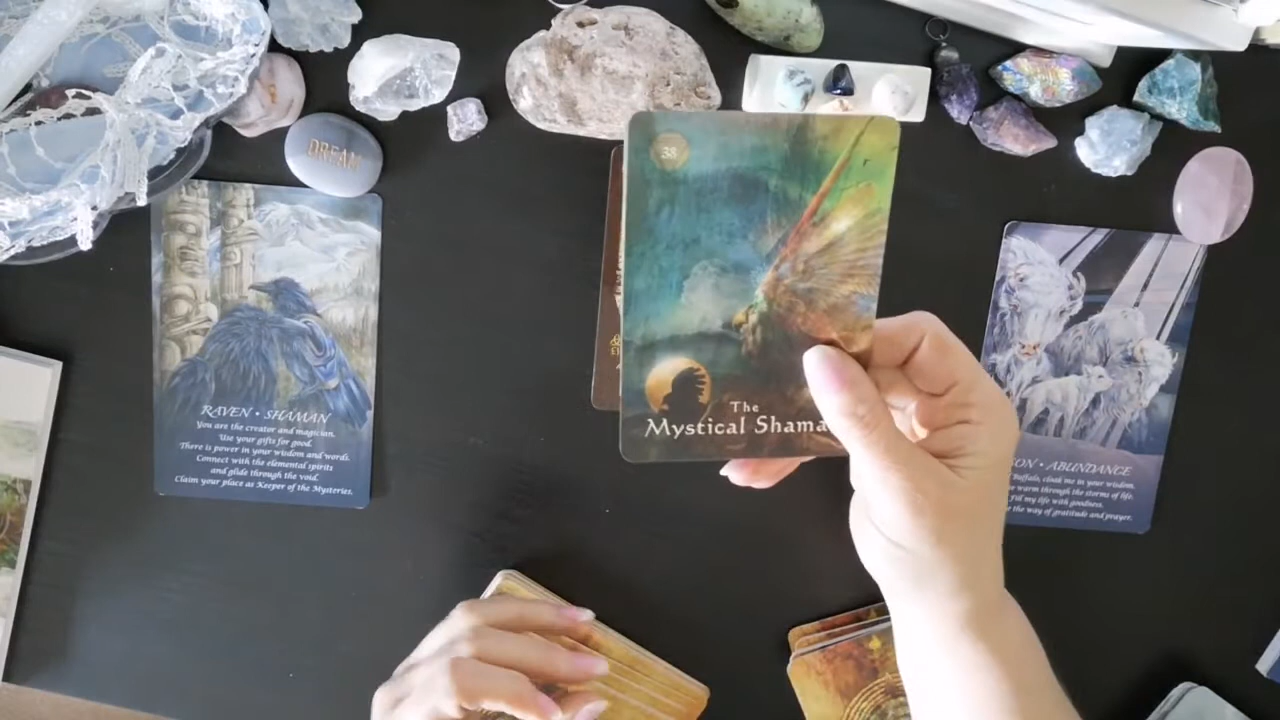 DREAM
38
The
Mystical Shama
RAVEN • SHAMAN
You are the creator and magician.
Use your gifts for good.
There is power in your wisdom and words.
Connect with the elemental spirits
and glide through the void.
Claim your place as Keeper of the Mysteries.
ON • ABUNDANCE
Buffalo, cloak me in your wisdom,
warm through the storms of life.
Fill my life with goodness.
the way of gratitude and prayer.